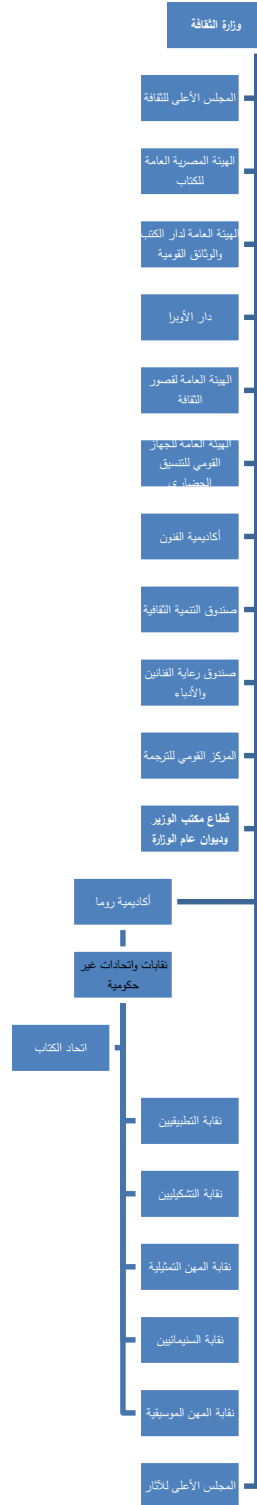 وزارة الثقافة
المجلس الأعلى للثقافة
الهيئة المصرية العامة
للكتاب
الهيئة العامة لدار الكتب
والوثائق القومية
دار الأوبرا
الهيئة العامة لقصور
الثقافة
الهيئة العامة للجهاز
القومي للتنسيق
الحضاري
أكاديمية الفنون
صندوق التنمية الثقافية
صندوق رعاية الفنانين
والأدباء
المركز القومي للترجمة
قطاع مكتب الوزير
وديوان عام الوزارة
أكاديمية روما
نقابات واتحادات غير
حكومية
اتحاد الكتاب
نقابة التطبيقيين
نقابة التشكيليين
نقابة المهن التمثيلية
نقابة السنيمائيين
نقابة المهن الموسيقية
المجلس الأعلى للآثار